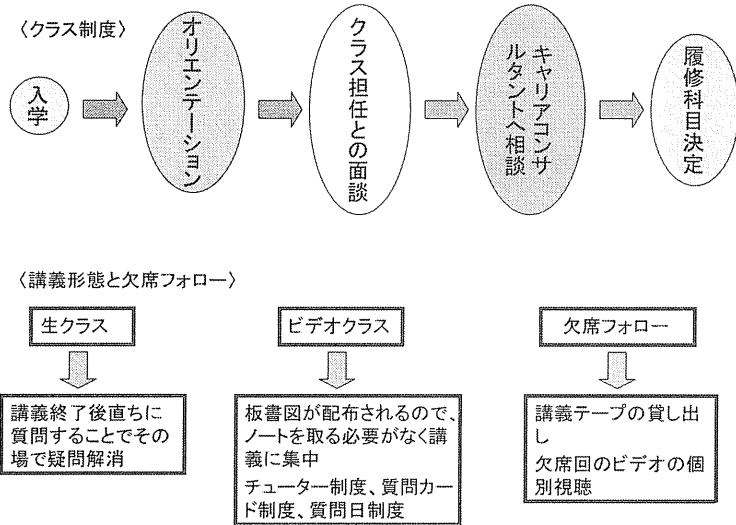 〈クラス制度〉
入学
オリエンテーション
クラス担任との面談
キャリアコンサ
ルタントへ相談
履修科目決定
〈講義形態と欠席フォロー〉
生クラス
講義終了後直ちに
質問することでその
場で疑問解消
ビデオクラス
板書図が配布されるので、
ノートを取る必要がなく講
義に集中
チューター制度、質問カー
ド制度、質問日制度
欠席フォロー
講義テープの貸し出
し
欠席回のビデオの個
別視聴